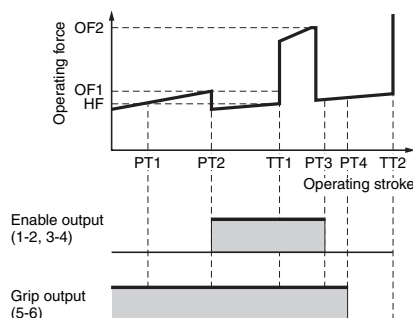 Operating force
OF2
OF1
HF
PT1 PT2 TT1 PT3 PT4 TT2
Operating stroke
Enable output
(1-2, 3-4)
Grip output
(5-6)